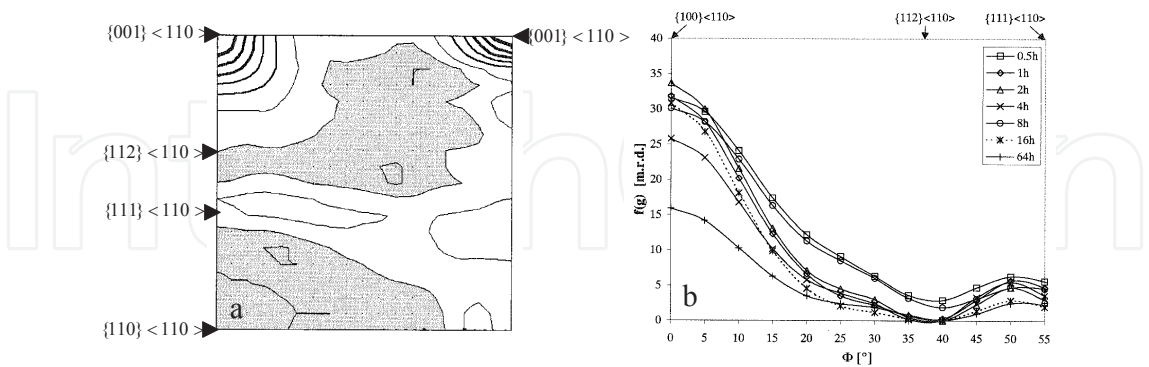 {001} < 110 >
{001} < 110 >
{112} < 110 >
{111} < 110 >
{110} < 110 >
a
{100}<110>
{112}<110>
{111}<110>
40
35
30
25
20
15
10
5
0
f(g) [m.r.d.]
0.5h
1h
2h
4h
8h
16h
64h
b
0 5 10 15 20 25 30 35 40 45 50 55
Φ [°]